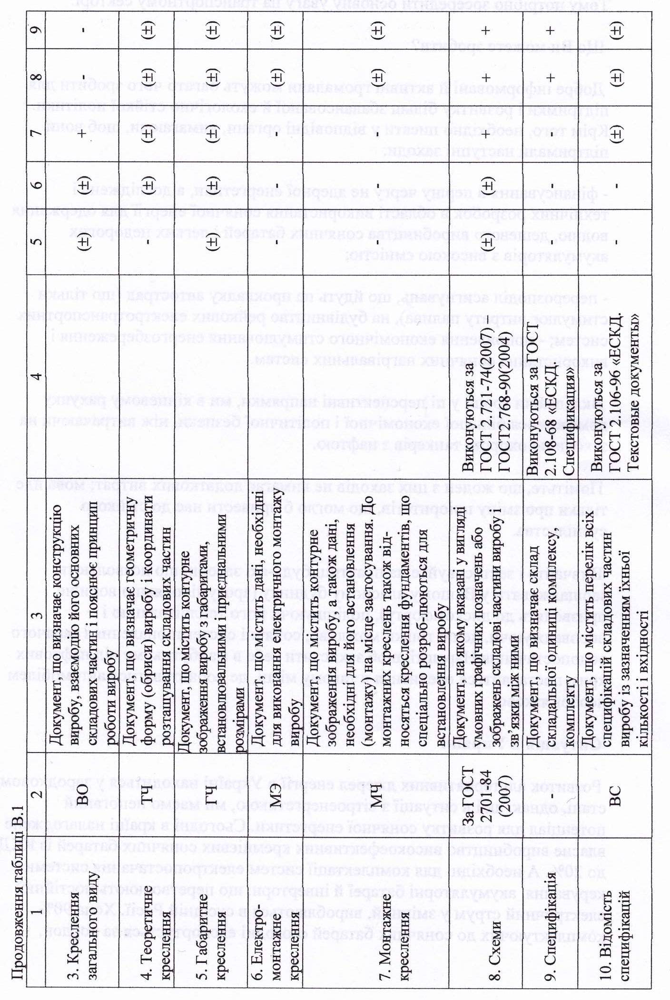 Продовження таблиці В.1
1 2 3 4 5 6 7 8 9
3. Креслення
загального виду
ВО
Документ, що визначає конструкцію
виробу, взаємодію його основних
складових частин і пояснює принцип
роботи виробу
(±) (±) + - -
4. Теоретичне
креслення
ТЧ
Документ, що визначає геометричну
форму (обриси) виробі і координати
розташування складових частин
- (±) (±) (±) (±)
5. Габаритне
креслення
ГЧ
Документ, що містить контурне
зображення виробу з габаритами,
встановлювальними і приєднальними
розмірами
(±) (±) (±) (±) (±)
6. Електро-
монтажне
креслення
МЭ
Документ, що містить дані, необхідні
для виконання електричного монтажу
виробу
- - - (±) (±)
7. Монтажне
креслення
МЧ
Документ, що містить контурне
зображення виробу, а також дані,
необхідні для його встановлення
(монтажу) на місце застосування. До
монтажних креслень також від-
носяться креслення фундаментів, що
спеціально розроб-люються для
встановлення виробу
- - - (±) (±)
8. Схеми
За ГОСТ
2701-84
(2000)
Документ, на якому вказані у вигляді
умовних графічних позначень або
зображень складові застини виробу і
зв’язки між ними
Виконуються за
ГОСТ 2.721-74(2007) –
ГОСТ2.768-90(2004)
(±) (±) + + +
9. Специфікація
-
Документ, що визначає склад
складальної одиниці комплексу,
комплекту
Виконуються за ГОСТ
2.108-68 «ЕСКД.
Спецификация»
- - - + +
10. Відомість
специфікацій
ВС
Документ, що містить перелік всіх
специфікацій складових частин
виробу із зазначенням їхньої
кількості і вхідності
Виконуються за
ГОСТ 2.106-96 «ЕСКД.
Текстовые документы»
- - (±) (±) (±)